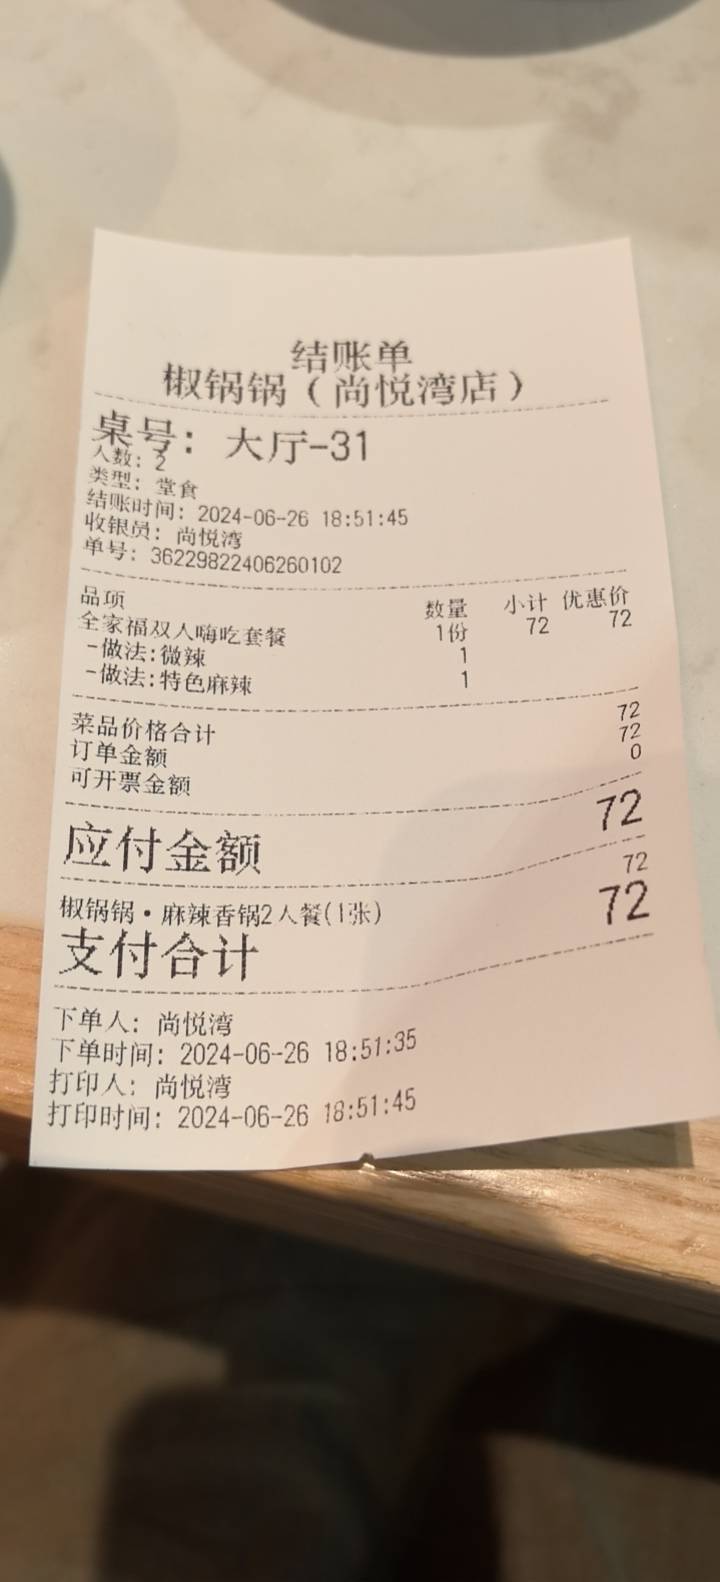 结账单
椒锅锅（尚悦湾店）
桌号：大厅-31
人数：2
类型：堂食
结账时间：2024-06-26 18:51:45
收银员：尚悦湾
单号：36229822406260102
品项 数量 小计 优惠价
全家福双人嗨吃套餐 1份 72 72
-做法:微辣 1
-做法:特色麻辣 1
菜品价格合计 72
订单金额 72
可开票金额 0
应付金额 72
椒锅锅·麻辣香锅2人餐(1张) 72
支付合计 72
下单人：尚悦湾
下单时间：2024-06-26 18:51:35
打印人：尚悦湾
打印时间：2024-06-26 18:51:45